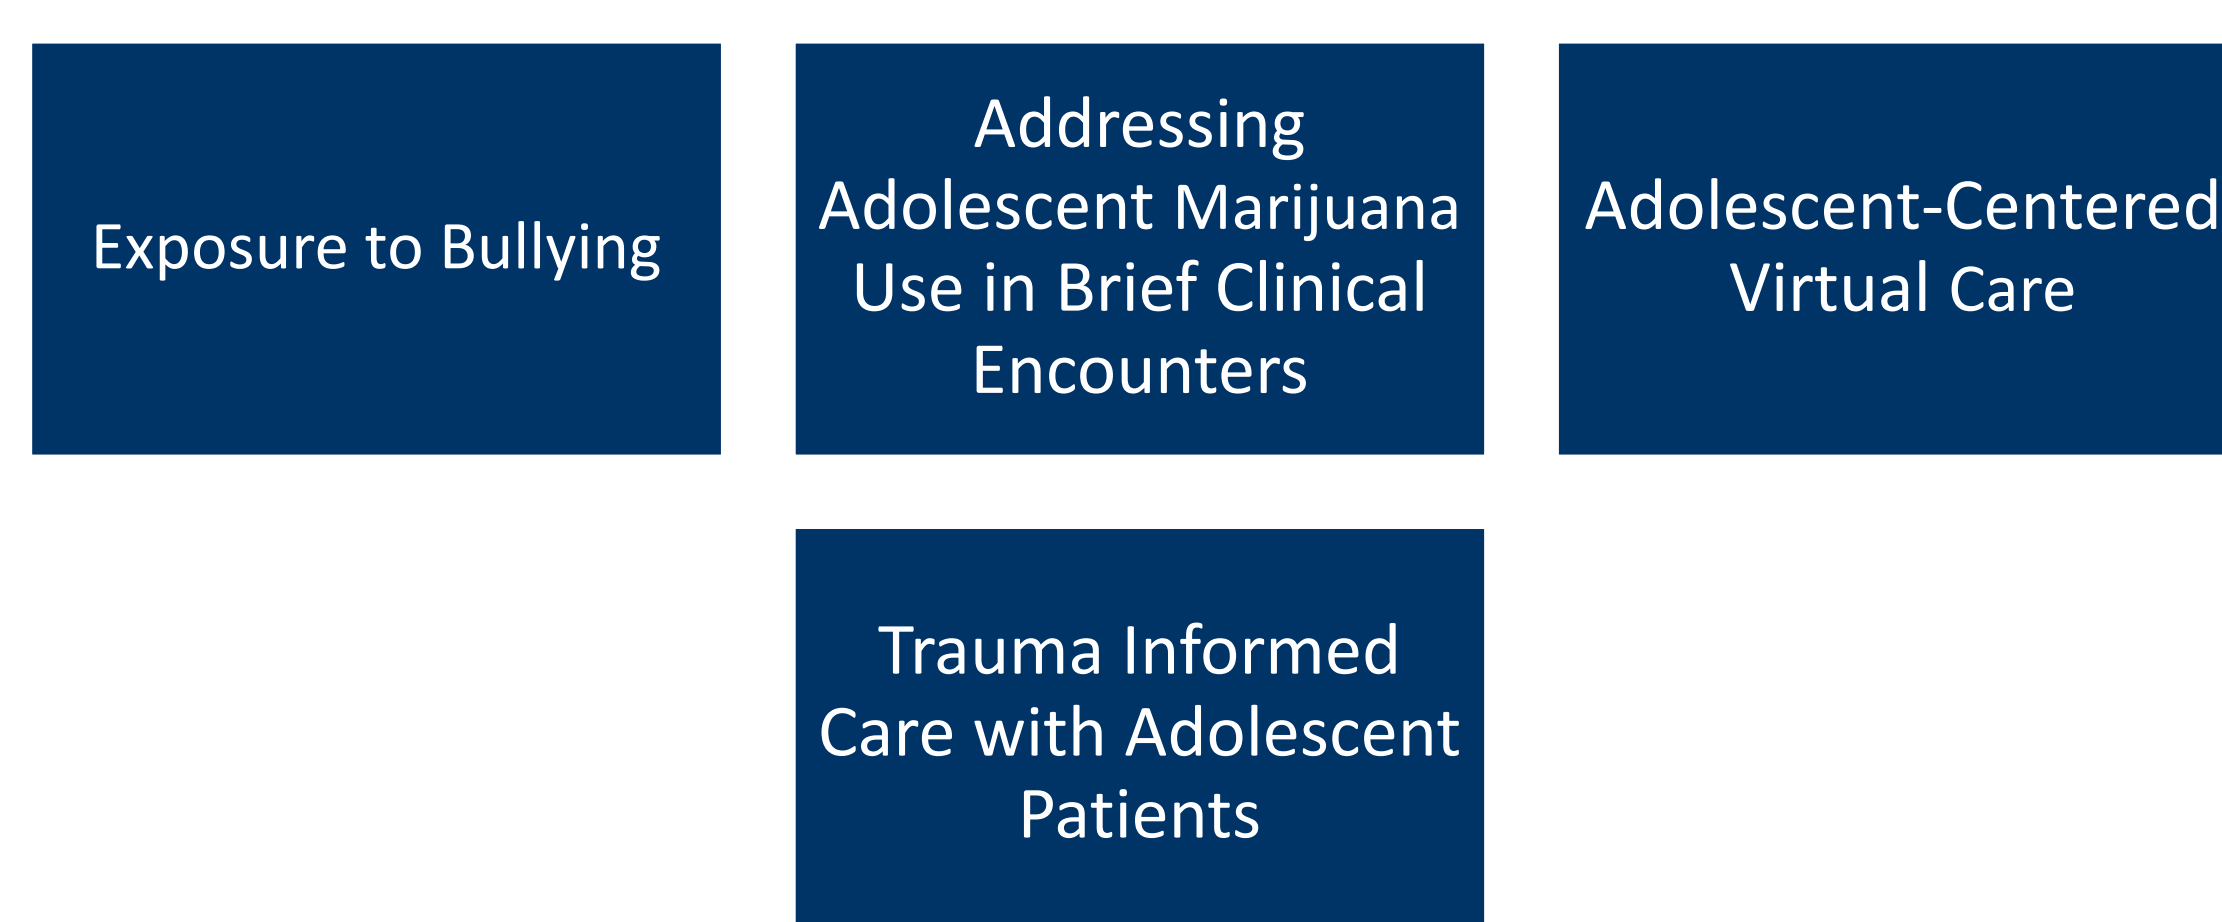 Exposure to Bullying
Addressing
Adolescent Marijuana
Use in Brief Clinical
Encounters
Adolescent-Centered
Virtual Care
Trauma Informed
Care with Adolescent
Patients